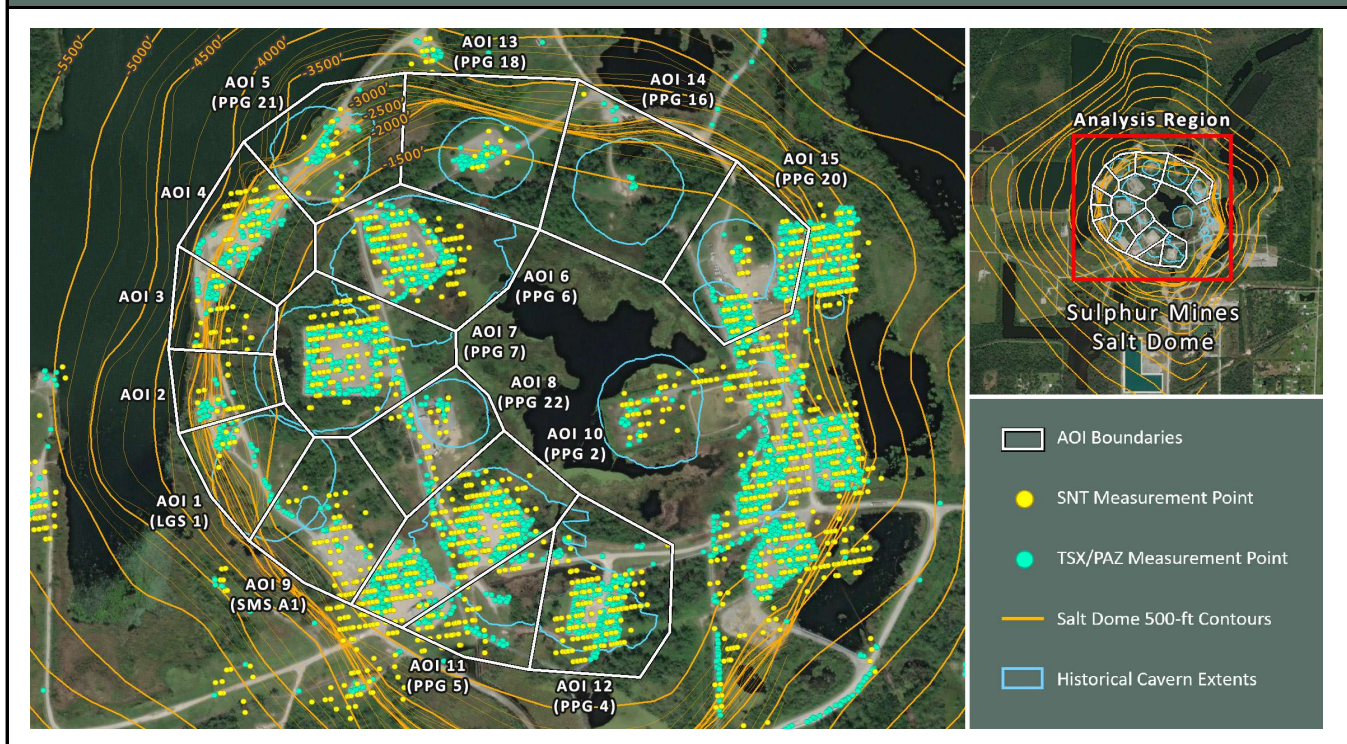 -5500'
-5000'
-4500'
-4000'
-3500'
-3000'
-2500'
-2000'
-1500'
AOI 13
(PPG 18)
AOI 5
(PPG 21)
AOI 14
(PPG 16)
AOI 15
(PPG 20)
AOI 4
AOI 3
AOI 2
AOI 6
(PPG 6)
AOI 7
(PPG 7)
AOI 8
(PPG 22)
AOI 10
(PPG 2)
AOI 1
(LGS 1)
AOI 9
(SMS A1)
AOI 11
(PPG 5)
AOI 12
(PPG 4)
Analysis Region
Sulphur Mines
Salt Dome
AOI Boundaries
SNT Measurement Point
TSX/PAZ Measurement Point
Salt Dome 500-ft Contours
Historical Cavern Extents